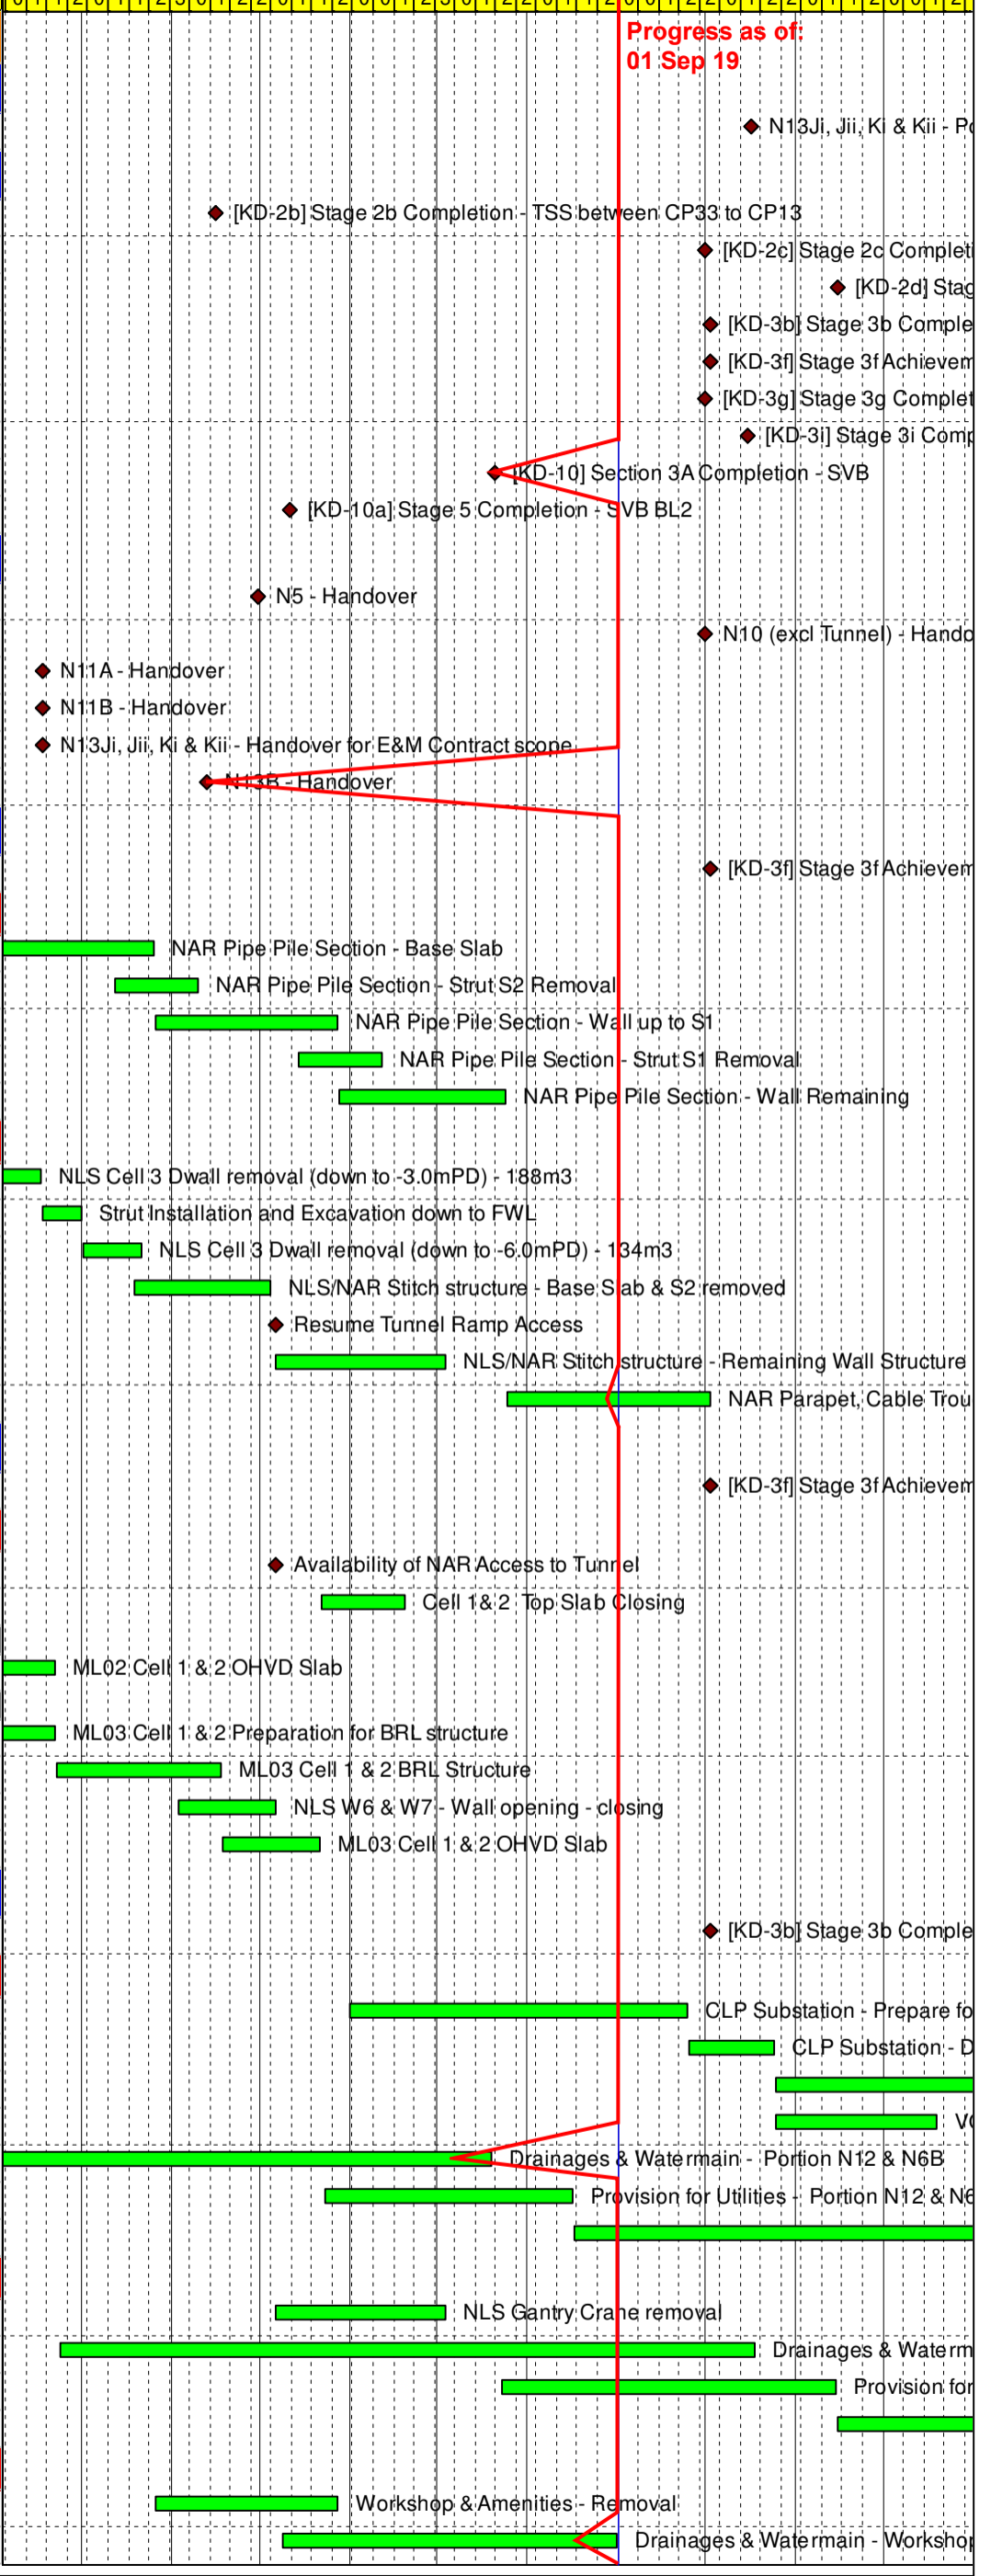 Progress as of:
01 Sep 19
N13Ji, Jii, Ki & Kii - Po
[KD-2b] Stage 2b Completion - TSS between CP33 to CP13
[KD-2c] Stage 2c Completi
[KD-2d] Stag
[KD-3b] Stage 3b Comple
[KD-3f] Stage 3f Achievem
[KD-3g] Stage 3g Complet
[KD-3i] Stage 3i Comp
[KD-10] Section 3A Completion - SVB
[KD-10a] Stage 5 Completion - SVB BL2
N5 - Handover
N10 (excl Tunnel) - Hando
N11A - Handover
N11B - Handover
N13Ji, Jii, Ki & Kii - Handover for E&M Contract scope
N13B - Handover
[KD-3f] Stage 3f Achievem
NAR Pipe Pile Section - Base Slab
NAR Pipe Pile Section - Strut S2 Removal
NAR Pipe Pile Section - Wall up to S1
NAR Pipe Pile Section - Strut S1 Removal
NAR Pipe Pile Section - Wall Remaining
NLS Cell 3 Dwall removal (down to -3.0mPD) - 188m3
Strut Installation and Excavation down to FWL
NLS Cell 3 Dwall removal (down to -6.0mPD) - 134m3
NLS/NAR Stitch structure - Base Slab & S2 removed
Resume Tunnel Ramp Access
NLS/NAR Stitch structure - Remaining Wall Structure
NAR Parapet, Cable Trou
[KD-3f] Stage 3f Achievem
Availability of NAR Access to Tunnel
Cell 1& 2 Top Slab Closing
ML02 Cell 1 & 2 OHVD Slab
ML03 Cell 1 & 2 Preparation for BRL structure
ML03 Cell 1 & 2 BRL Structure
NLS W6 & W7 - Wall opening - closing
ML03 Cell 1 & 2 OHVD Slab
[KD-3b] Stage 3b Comple
CLP Substation - Prepare fo
CLP Substation - D
Drainages & Watermain - Portion N12 & N6B
Provision for Utilities - Portion N12 & N6
NLS Gantry Crane removal
Drainages & Waterm
Provision for
Workshop & Amenities - Removal
Drainages & Watermain - Workshop